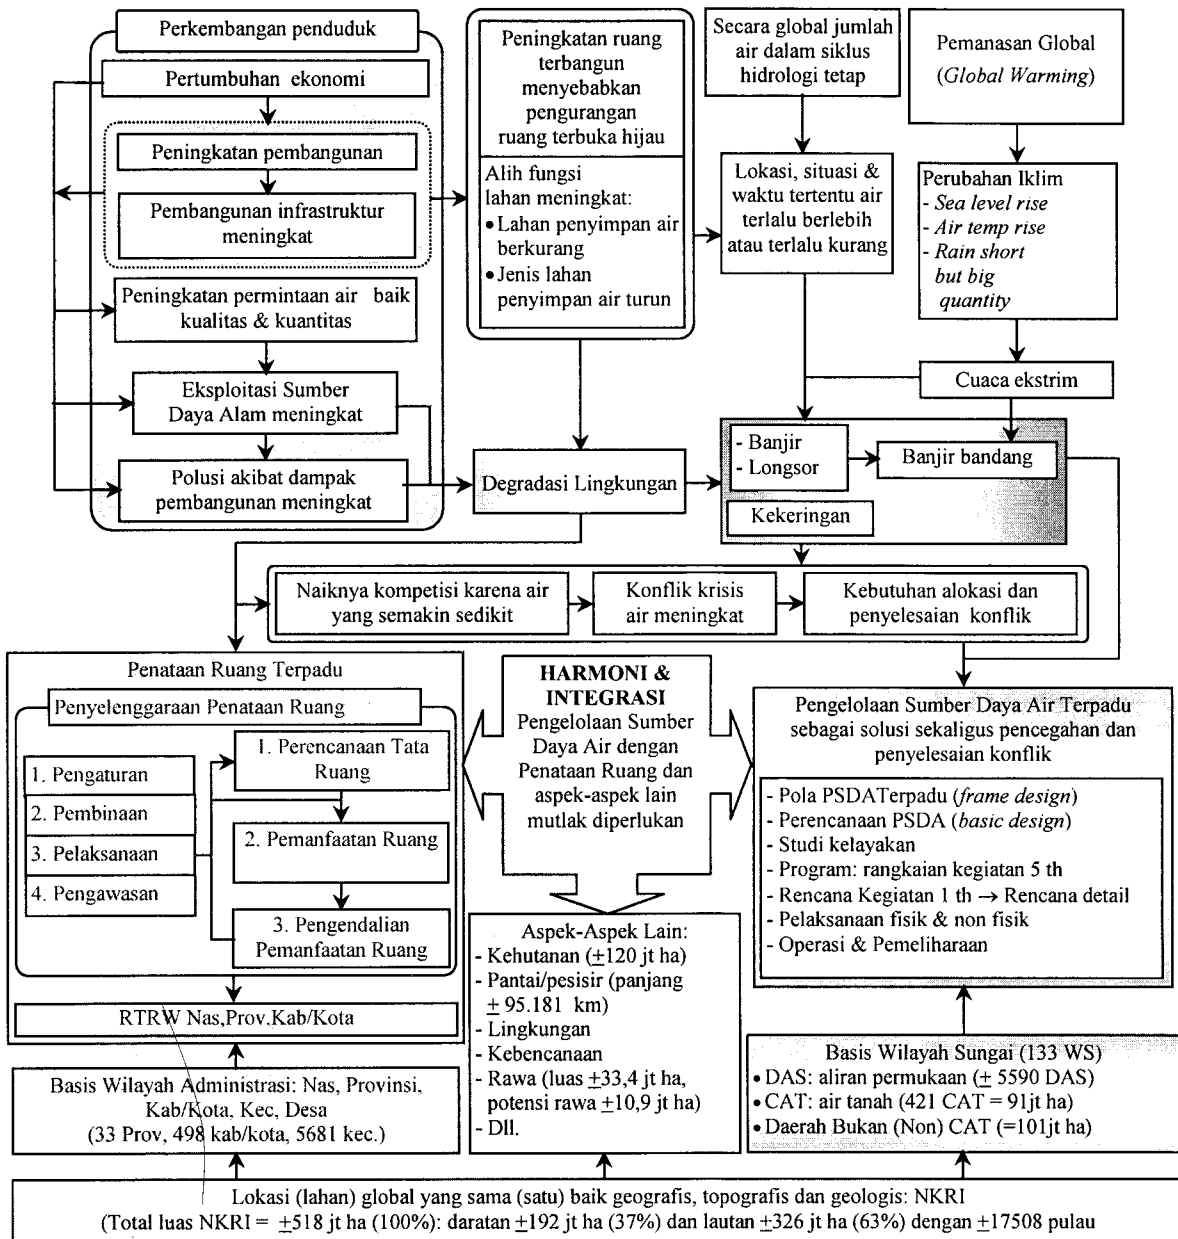 Perkembangan penduduk
Pertumbuhan ekonomi
Peningkatan pembangunan
Pembangunan infrastruktur
meningkat
Peningkatan permintaan air baik
kualitas & kuantitas
Eksploitasi Sumber
Daya Alam meningkat
Polusi akibat dampak
pembangunan meningkat
Peningkatan ruang
terbangun
menyebabkan
pengurangan
ruang terbuka hijau
Alih fungsi
lahan meningkat:
• Lahan penyimpan air
berkurang
• Jenis lahan
penyimpan air turun
Secara global jumlah
air dalam siklus
hidrologi tetap
Pemanasan Global
(Global Warming)
Lokasi, situasi &
waktu tertentu air
terlalu berlebih
atau terlalu kurang
Perubahan Iklim
- Sea level rise
- Air temp rise
- Rain short
but big
quantity
Cuaca ekstrim
Degradasi Lingkungan
- Banjir
- Longsor
Banjir bandang
Kekeringan
Naiknya kompetisi karena air
yang semakin sedikit
Konflik krisis
air meningkat
Kebutuhan alokasi dan
penyelesaian konflik
Penataan Ruang Terpadu
Penyelenggaraan Penataan Ruang
1. Pengaturan
2. Pembinaan
3. Pelaksanaan
4. Pengawasan
1. Perencanaan Tata
Ruang
2. Pemanfaatan Ruang
3. Pengendalian
Pemanfaatan Ruang
RTRW Nas,Prov.Kab/Kota
HARMONI &
INTEGRASI
Pengelolaan Sumber
Daya Air dengan
Penataan Ruang dan
aspek-aspek lain
mutlak diperlukan
Pengelolaan Sumber Daya Air Terpadu
sebagai solusi sekaligus pencegahan dan
penyelesaian konflik
- Pola PSDATerpadu (frame design)
- Perencanaan PSDA (basic design)
- Studi kelayakan
- Program: rangkaian kegiatan 5 th
- Rencana Kegiatan 1 th → Rencana detail
- Pelaksanaan fisik & non fisik
- Operasi & Pemeliharaan
Aspek-Aspek Lain:
- Kehutanan (±120 jt ha)
- Pantai/pesisir (panjang
± 95.181 km)
- Lingkungan
- Kebencanaan
- Rawa (luas ±33,4 jt ha,
potensi rawa ±10,9 jt ha)
- Dll.
Basis Wilayah Administrasi: Nas, Provinsi,
Kab/Kota, Kec, Desa
(33 Prov, 498 kab/kota, 5681 kec.)
Basis Wilayah Sungai (133 WS)
• DAS: aliran permukaan (± 5590 DAS)
• CAT: air tanah (421 CAT = 91jt ha)
• Daerah Bukan (Non) CAT (=101jt ha)
Lokasi (lahan) global yang sama (satu) baik geografis, topografis dan geologis: NKRI
(Total luas NKRI = ±518 jt ha (100%): daratan ±192 jt ha (37%) dan lautan ±326 jt ha (63%) dengan ±17508 pulau